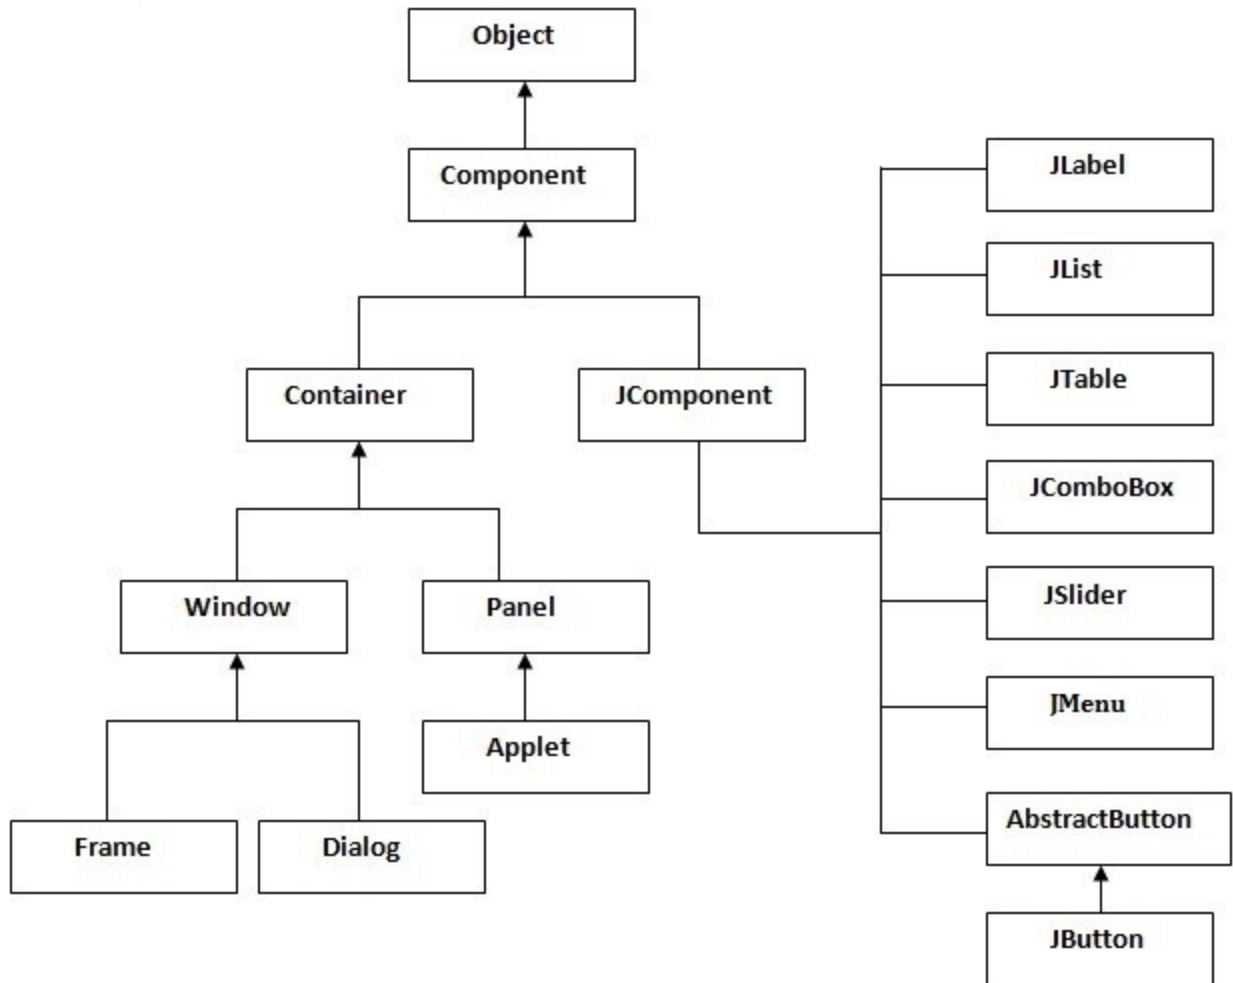 Object
Component
Container
JComponent
Window
Panel
Applet
Frame
Dialog
JLabel
JList
JTable
JComboBox
JSlider
JMenu
AbstractButton
JButton